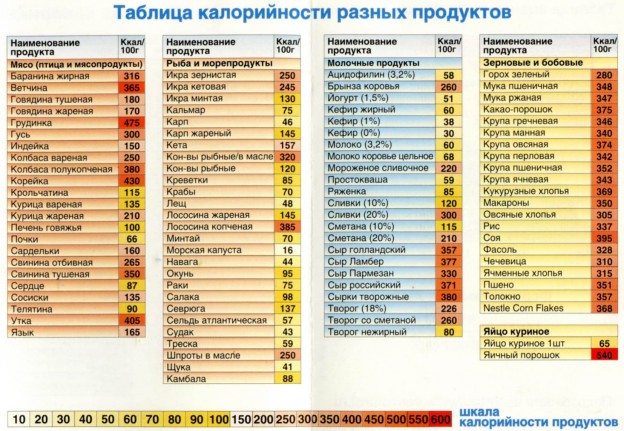 Таблица калорийности разных продуктов
Наименование продукта Ккал/100г
Мясо (птица и мясопродукты)
Баранина жирная 316
Ветчина 365
Говядина тушеная 180
Говядина жареная 170
Грудинка 475
Гусь 300
Индейка 150
Колбаса вареная 250
Колбаса полукопченая 380
Корейка 430
Крольчатина 115
Курица вареная 135
Курица жареная 210
Печень говяжья 100
Почки 66
Сардельки 160
Свинина отбивная 265
Свинина тушеная 350
Сердце 87
Сосиски 135
Телятина 90
Утка 405
Язык 165
Наименование продукта Ккал/100г
Рыба и морепродукты
Икра зернистая 250
Икра кетовая 245
Икра минтая 130
Кальмар 75
Карп 46
Карп жареный 145
Кета 157
Кон-вы рыбные/в масле 320
Кон-вы рыбные 120
Креветки 85
Крабы 70
Лещ 48
Лососина жареная 145
Лососина копченая 385
Минтай 70
Морская капуста 16
Навага 44
Окунь 95
Раки 75
Салака 98
Севрюга 137
Сельдь атлантическая 57
Судак 43
Треска 59
Шпроты в масле 250
Щука 41
Камбала 88
Наименование продукта Ккал/100г
Молочные продукты
Ацидофилин (3,2%) 58
Брынза коровья 260
Йогурт (1,5%) 51
Кефир жирный 60
Кефир (1%) 38
Кефир (0%) 30
Молоко (3,2%) 60
Молоко коровье цельное 68
Мороженое сливочное 220
Простокваша 59
Ряженка 85
Сливки (10%) 120
Сливки (20%) 300
Сметана (10%) 115
Сметана (20%) 210
Сыр голландский 357
Сыр Ламбер 377
Сыр Пармезан 330
Сыр российский 371
Сырки творожные 380
Творог (18%) 226
Творог со сметаной 260
Творог нежирный 80
Наименование продукта Ккал/100г
Зерновые и бобовые
Горох зеленый 280
Мука пшеничная 348
Мука ржаная 347
Какао-порошок 375
Крупа гречневая 346
Крупа манная 340
Крупа овсяная 374
Крупа перловая 342
Крупа пшеничная 352
Крупа ячневая 343
Кукурузные хлопья 369
Макароны 350
Овсяные хлопья 305
Рис 337
Соя 395
Фасоль 328
Чечевица 310
Ячменные хлопья 315
Пшено 351
Толокно 357
Nestle Corn Flakes 368
Яйцо куриное
Яйцо куриное 1шт 65
Яичный порошок 540
10 20 30 40 50 60 70 80 90 100 150 200 250 300 350 400 450 500 550 600
шкала
калорийности продуктов